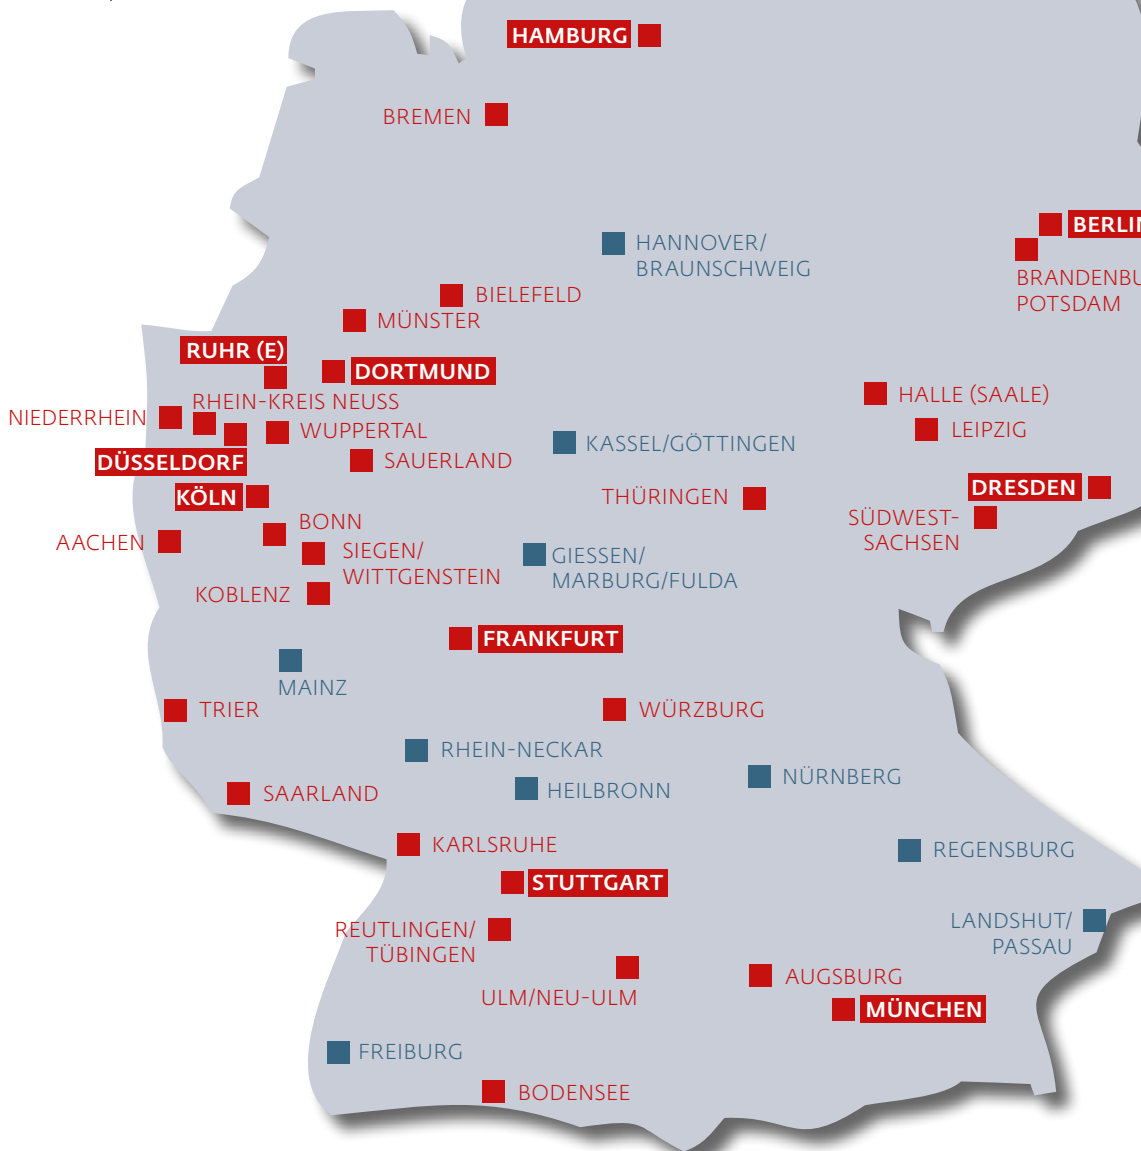 HAMBURG
BREMEN
HANNOVER/
BRAUNSCHWEIG
BERLIN
BRANDENBU
POTSDAM
BIELEFELD
MÜNSTER
RUHR (E)
DORTMUND
HALLE (SAALE)
RHEIN-KREIS NEUSS
NIEDERRHEIN
WUPPERTAL
LEIPZIG
KASSEL/GÖTTINGEN
DÜSSELDORF
SAUERLAND
DRESDEN
KÖLN
THÜRINGEN
SÜDWEST-
SACHSEN
BONN
AACHEN
SIEGEN/
WITTGENSTEIN
GIESSEN/
MARBURG/FULDA
KOBLENZ
FRANKFURT
MAINZ
TRIER
WÜRZBURG
RHEIN-NECKAR
NÜRNBERG
HEILBRONN
SAARLAND
KARLSRUHE
REGENSBURG
STUTTGART
LANDSHUT/
PASSAU
REUTLINGEN/
TÜBINGEN
AUGSBURG
ULM/NEU-ULM
MÜNCHEN
FREIBURG
BODENSEE